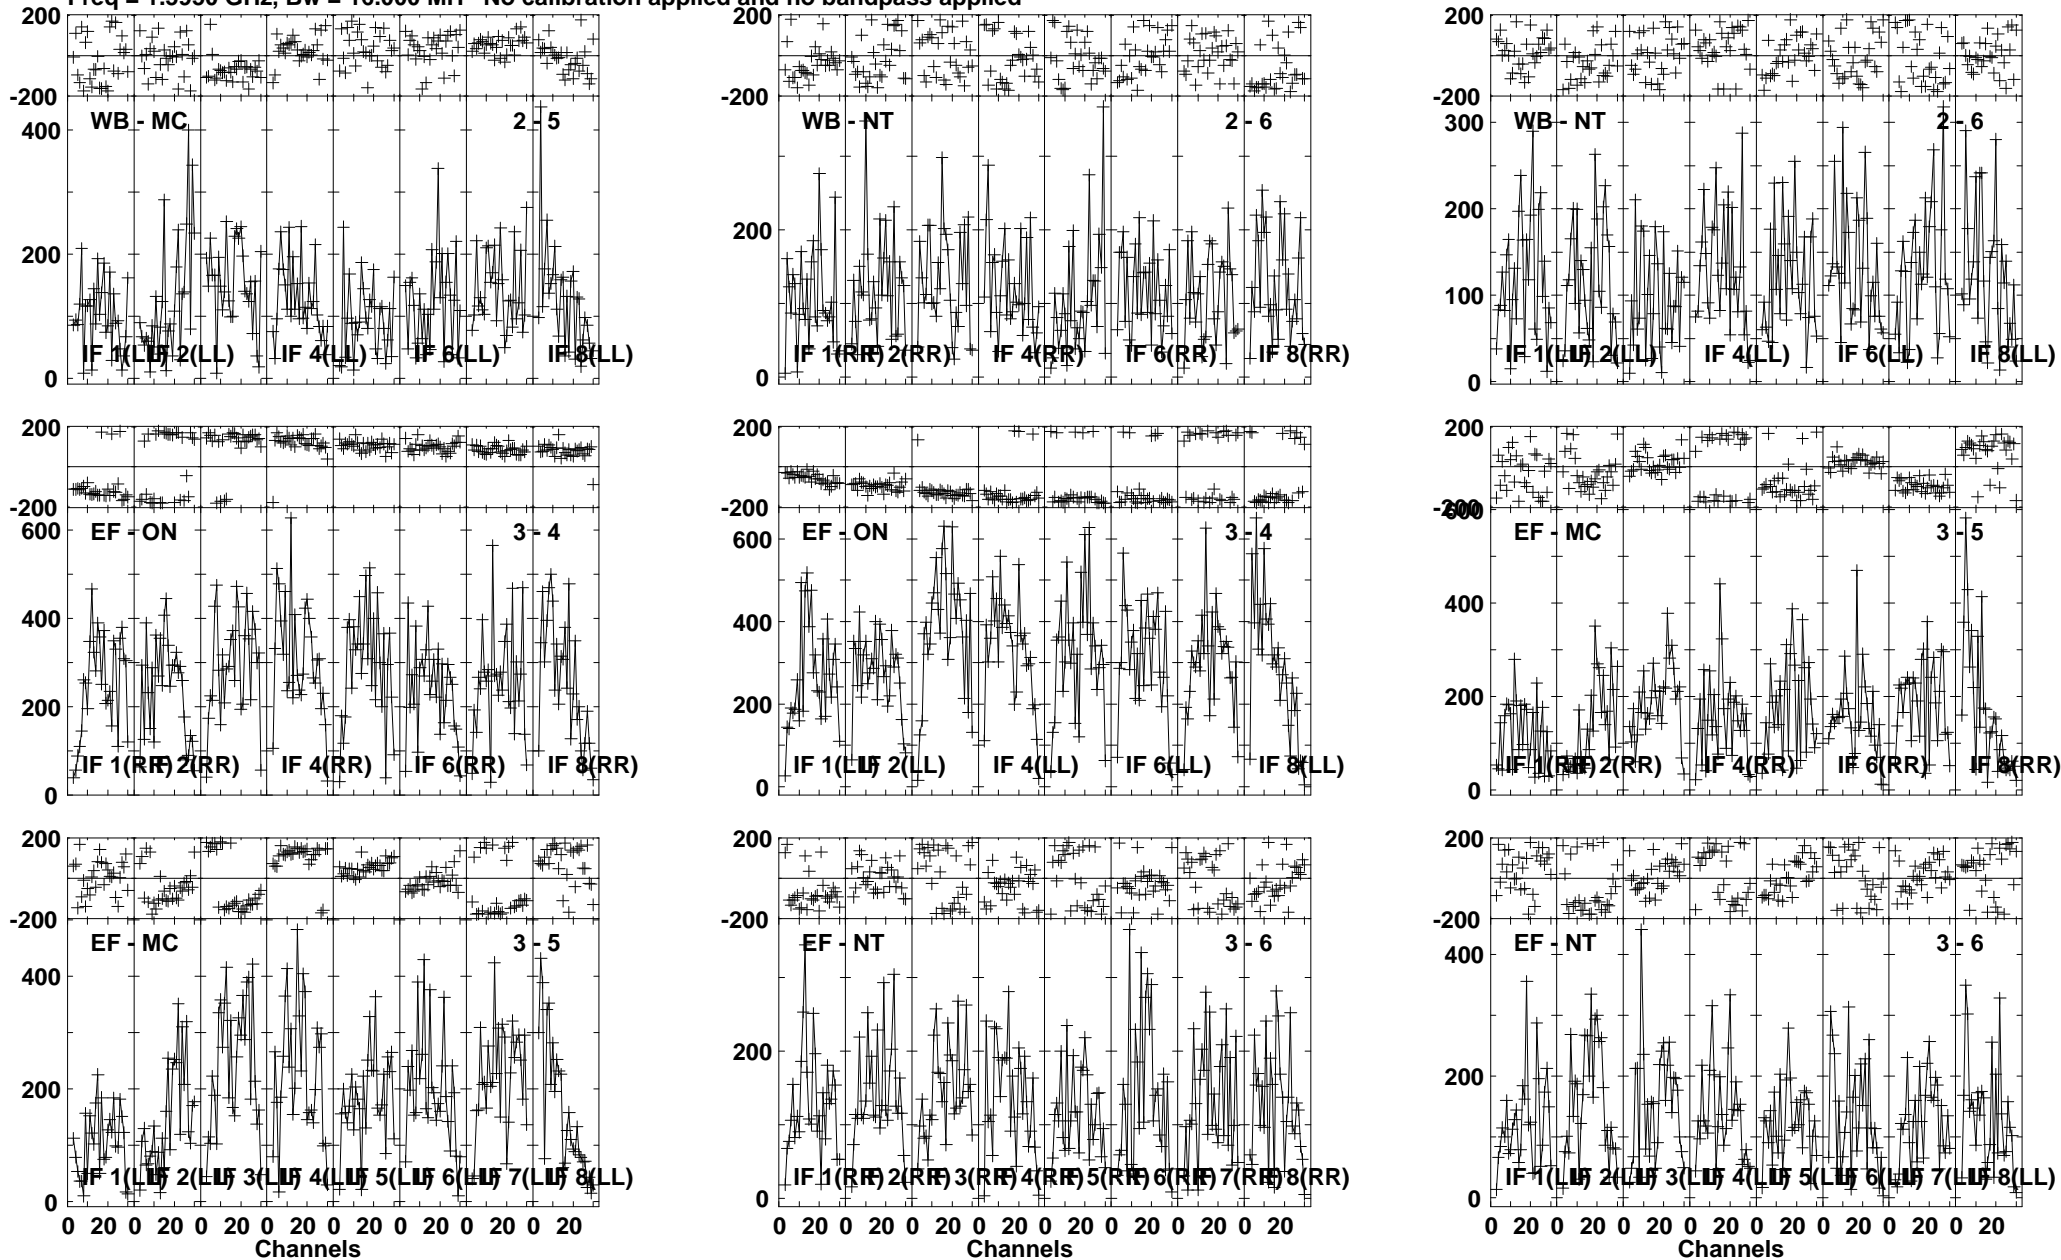 No calibration applied and no bandpass applied
200 200 200
-200 -200 -200
WB - MC 2 - 5 WB - NT 2 - 6 WB - NT 2 - 6
400 300
200 200 200
100
0 0 0
IF 1(LL) IF 2(LL) IF 4(LL) IF 6(LL) IF 8(LL) IF 1(RR) IF 2(RR) IF 4(RR) IF 6(RR) IF 8(RR) IF 1(LL) IF 2(LL) IF 4(LL) IF 6(LL) IF 8(LL)
200 200 200
-200 -200 -200
EF - ON 3 - 4 EF - ON 3 - 4 EF - MC 3 - 5
600 600 600
400 400 400
200 200 200
0 0 0
IF 1(RR) IF 2(RR) IF 4(RR) IF 6(RR) IF 8(RR) IF 1(LL) IF 2(LL) IF 4(LL) IF 6(LL) IF 8(LL) IF 1(RR) IF 2(RR) IF 4(RR) IF 6(RR) IF 8(RR)
200 200 200
-200 -200 -200
EF - MC 3 - 5 EF - NT 3 - 6 EF - NT 3 - 6
400 400
200 200 200
0 0 0
IF 1(LL) IF 2(LL) IF 3(LL) IF 4(LL) IF 5(LL) IF 6(LL) IF 7(LL) IF 8(LL) IF 1(RR) IF 2(RR) IF 3(RR) IF 4(RR) IF 5(RR) IF 6(RR) IF 7(RR) IF 8(RR) IF 1(LL) IF 2(LL) IF 3(LL) IF 4(LL) IF 5(LL) IF 6(LL) IF 7(LL) IF 8(LL)
0 20 0 20 0 20 0 20 0 20 0 20 0 20 0 20 0 20 0 20 0 20 0 20 0 20 0 20 0 20 0 20 0 20 0 20 0 20 0 20 0 20 0 20 0 20 0 20
Channels Channels Channels